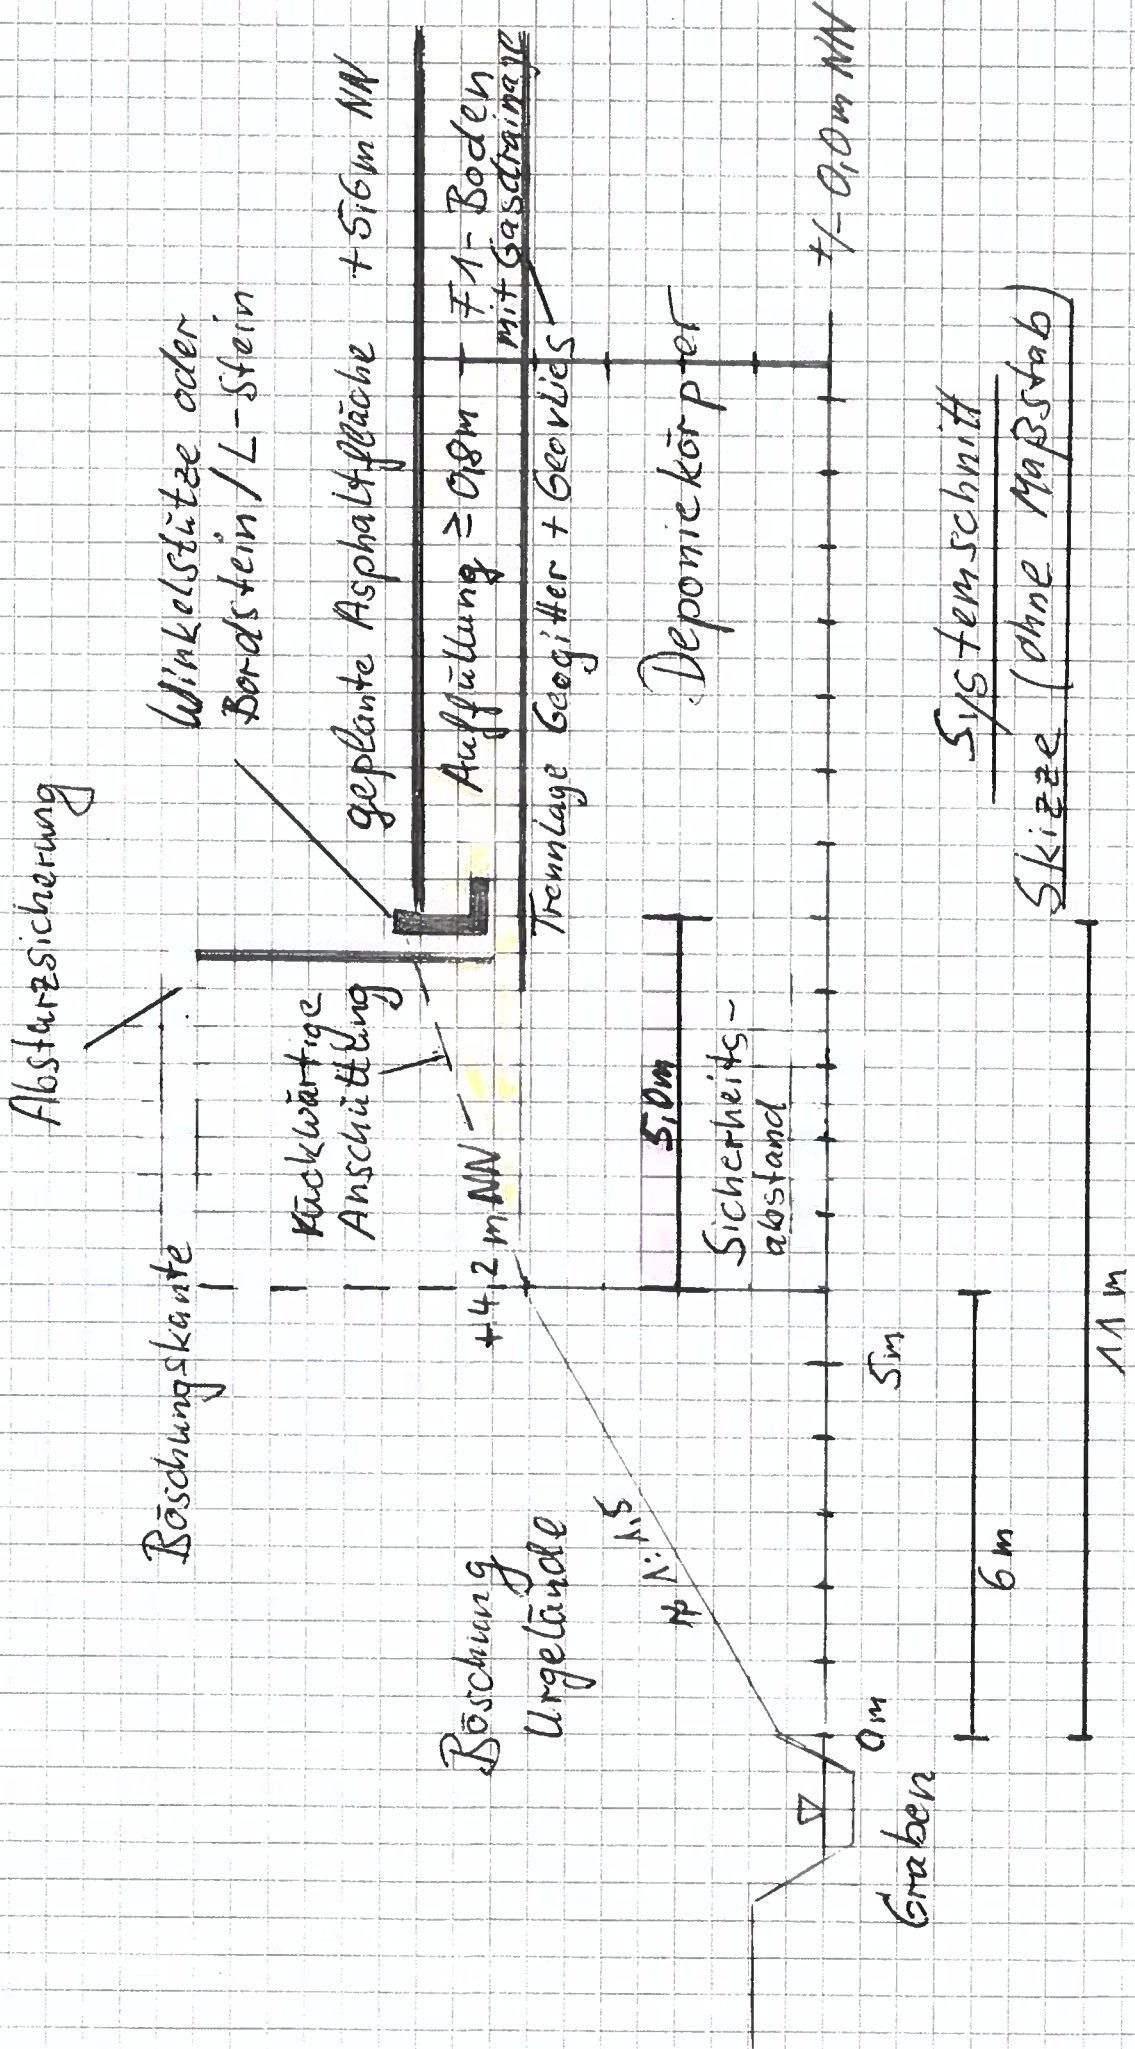 Absturzsicherung
Winkelstütze oder
Bordstein/L-Stein
Böschungskante
Rückwärtige
Anschüttung
geplante Asphaltfläche +5,6m NN
Auffüllung ≥ 0,8m - F1-Boden
mit Gasdrainage
+4,2 m NN
Trennlage Geogitter + Geovlies
Böschung
Urgelände
1:1,5
5,0m
Sicherheits-
abstand
Deponiekörper
+/- 0,0m NN
0m
5m
Graben
6m
11m
Systemschnitt
Skizze (ohne Maßstab)